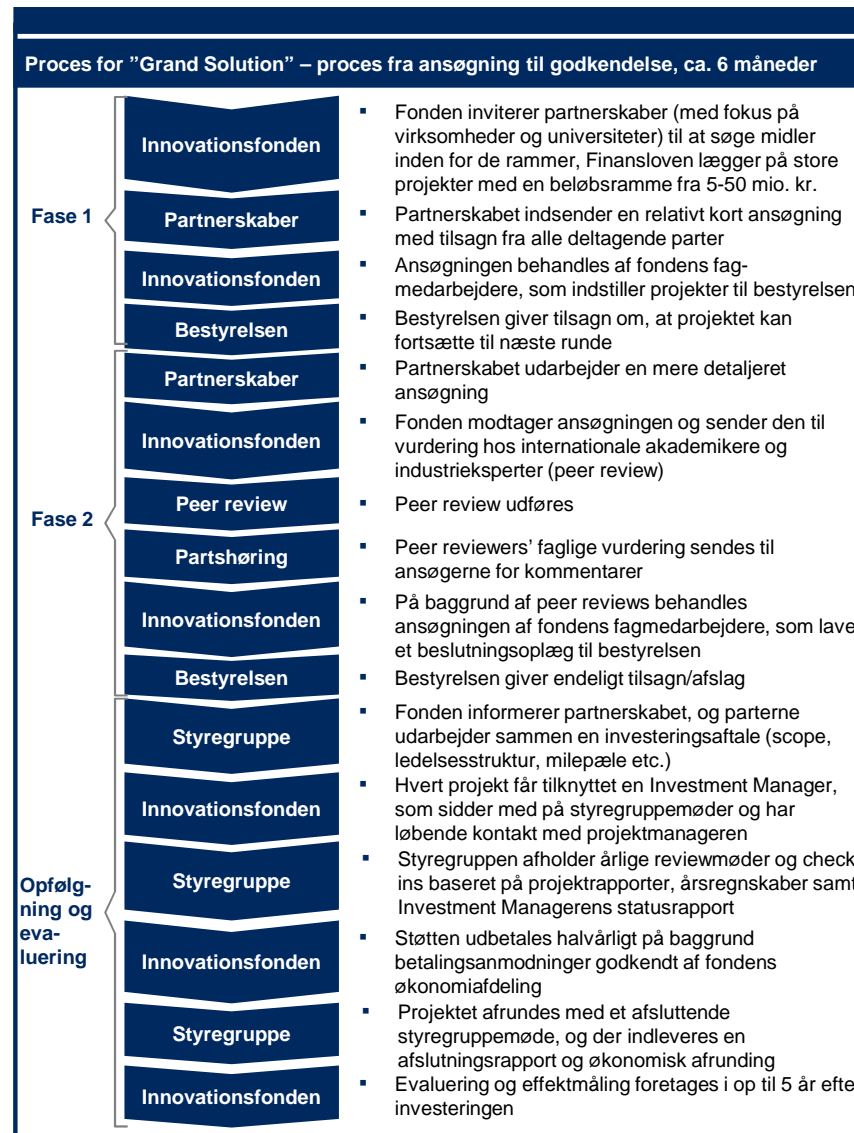 Proces for ”Grand Solution” – proces fra ansøgning til godkendelse, ca. 6 måneder
Fase 1
Innovationsfonden
▪ Fonden inviterer partnerskaber (med fokus på
virksomheder og universiteter) til at søge midler
inden for de rammer, Finansloven lægger på store
projekter med en beløbsramme fra 5-50 mio. kr.
Partnerskaber
▪ Partnerskabet indsender en relativt kort ansøgning
med tilsagn fra alle deltagende parter
Innovationsfonden
▪ Ansøgningen behandles af fondens fag-
medarbejdere, som indstiller projekter til bestyrelsen
Bestyrelsen
▪ Bestyrelsen giver tilsagn om, at projektet kan
fortsætte til næste runde
Fase 2
Partnerskaber
▪ Partnerskabet udarbejder en mere detaljeret
ansøgning
Innovationsfonden
▪ Fonden modtager ansøgningen og sender den til
vurdering hos internationale akademikere og
industrieksperter (peer review)
Peer review
▪ Peer review udføres
Partshøring
▪ Peer reviewers’ faglige vurdering sendes til
ansøgerne for kommentarer
Innovationsfonden
▪ På baggrund af peer reviews behandles
ansøgningen af fondens fagmedarbejdere, som lave
et beslutningsoplæg til bestyrelsen
Bestyrelsen
▪ Bestyrelsen giver endeligt tilsagn/afslag
Opfølg-
ning og
eva-
luering
Styregruppe
▪ Fonden informerer partnerskabet, og parterne
udarbejder sammen en investeringsaftale (scope,
ledelsesstruktur, milepæle etc.)
Innovationsfonden
▪ Hvert projekt får tilknyttet en Investment Manager,
som sidder med på styregruppemøder og har
løbende kontakt med projektmanageren
Styregruppe
▪ Styregruppen afholder årlige reviewmøder og check
ins baseret på projektrapporter, årsregnskaber samt
Investment Managerens statusrapport
Innovationsfonden
▪ Støtten udbetales halvårligt på baggrund
betalingsanmodninger godkendt af fondens
økonomiafdeling
Styregruppe
▪ Projektet afrundes med et afsluttende
styregruppemøde, og der indleveres en
afslutningsrapport og økonomisk afrunding
Innovationsfonden
▪ Evaluering og effektmåling foretages i op til 5 år efte
investeringen